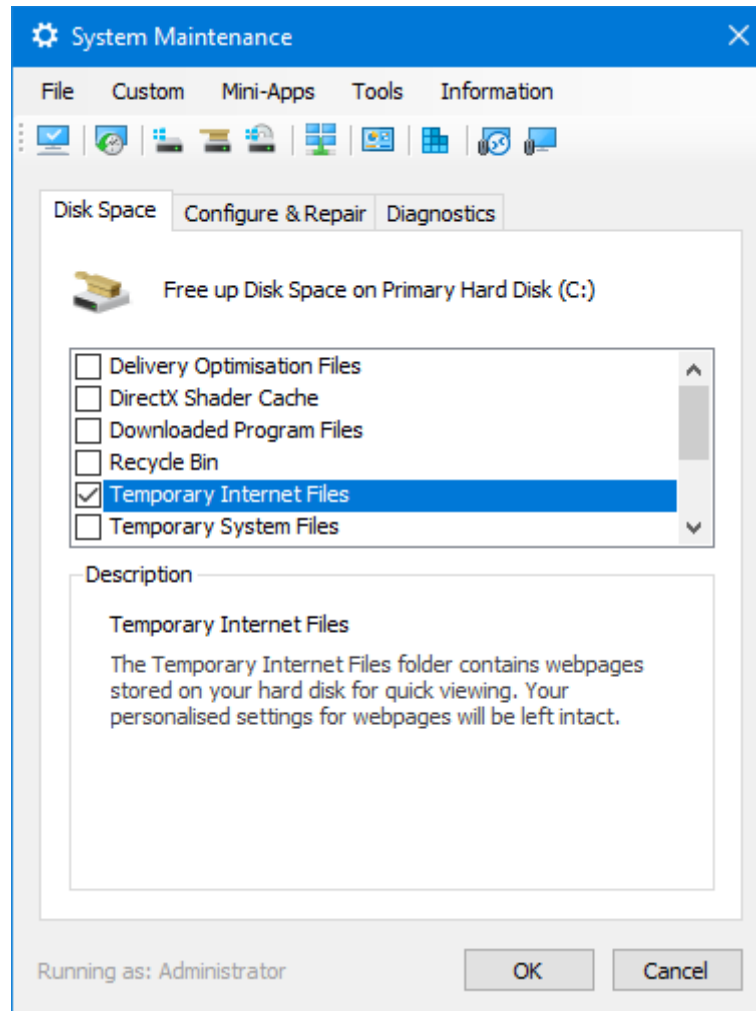 System Maintenance
File Custom Mini-Apps Tools Information
Disk Space Configure & Repair Diagnostics
Free up Disk Space on Primary Hard Disk (C:)
Delivery Optimisation Files
DirectX Shader Cache
Downloaded Program Files
Recycle Bin
Temporary Internet Files
Temporary System Files
Description
Temporary Internet Files
The Temporary Internet Files folder contains webpages
stored on your hard disk for quick viewing. Your
personalised settings for webpages will be left intact.
Running as: Administrator OK Cancel